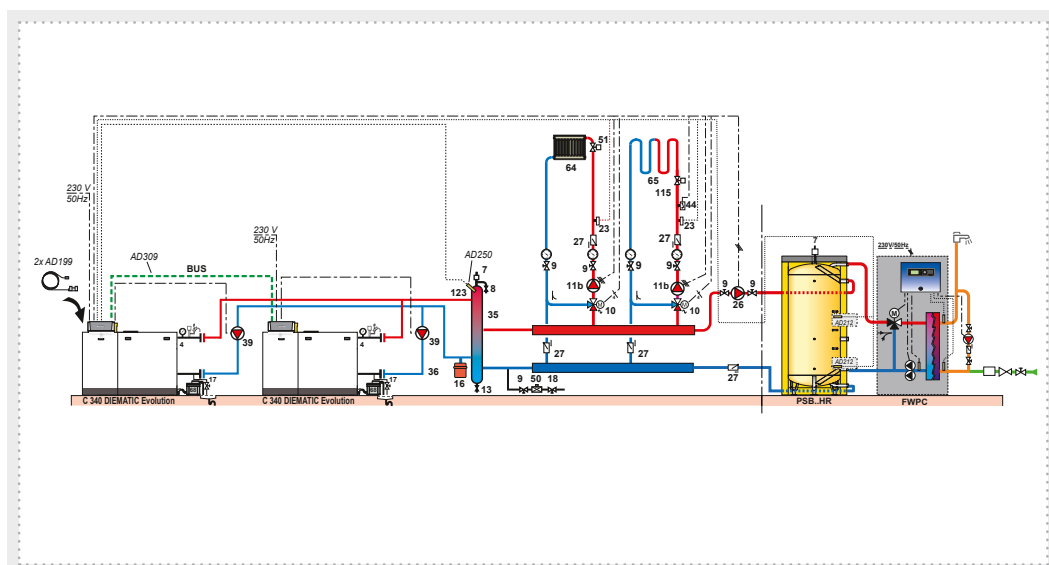 51
64
65
115
44
230 V
50Hz
23
23
230 V
50Hz
AD309
AD250
27
27
7
230V/50Hz
2x AD199
BUS
7
9
9
9
9
M
123
8
11b
11b
9
9
35
M
10
M
10
26
M
AD212
4
39
4
39
27
27
16
36
27
AD212
17
17
9
50
18
13
C 340 DIEMATIC Evolution
C 340 DIEMATIC Evolution
PSB..HR
FWPC